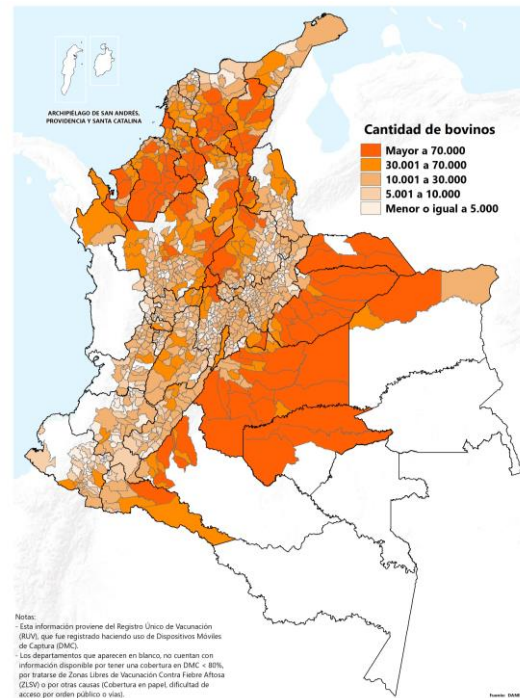 ARCHIPIÉLAGO DE SAN ANDRÉS,
PROVIDENCIA Y SANTA CATALINA
Cantidad de bovinos
Mayor a 70.000
30.001 a 70.000
10.001 a 30.000
5.001 a 10.000
Menor o igual a 5.000
Notas:
- Esta información proviene del Registro Único de Vacunación
(RUV), que fue registrado haciendo uso de Dispositivos Móviles
de Captura (DMC).
- Los departamentos que aparecen en blanco, no cuentan con
información disponible por tener una cobertura en DMC < 80%,
por tratarse de Zonas Libres de Vacunación Contra Fiebre Aftosa
(ZLSV) o por otras causas (Cobertura en papel, dificultad de
acceso por orden público o vías).
Fuente: DANE